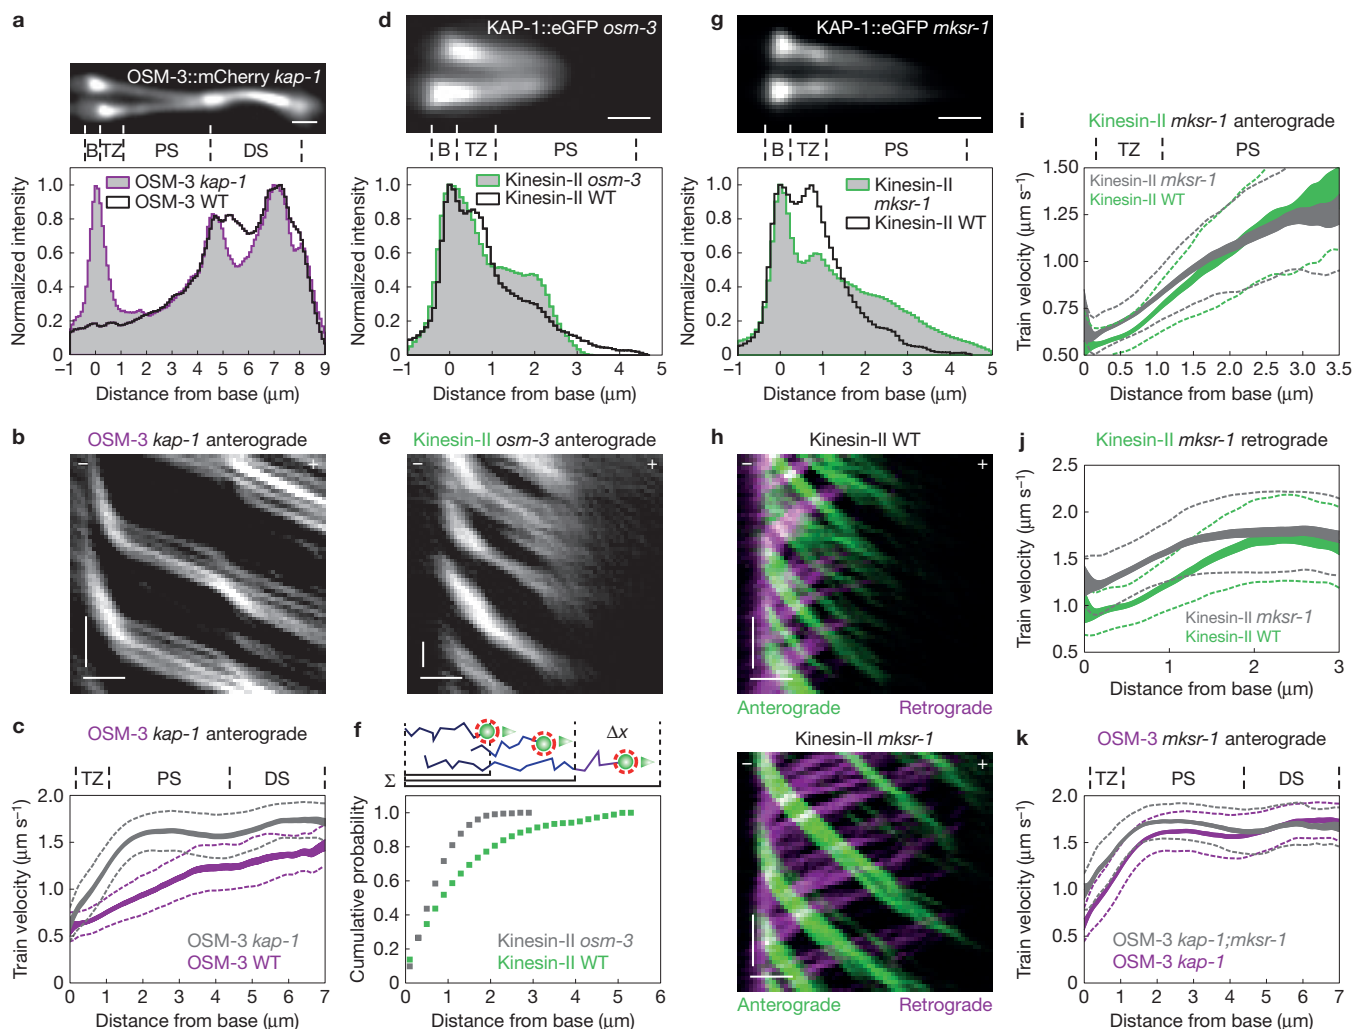 a
OSM-3::mCherry kap-1
B TZ PS DS
Normalized intensity
1.0
0.8
0.6
0.4
0.2
0
OSM-3 kap-1
OSM-3 WT
−1 0 1 2 3 4 5 6 7 8 9
Distance from base (μm)
b
OSM-3 kap-1 anterograde
− +
c
OSM-3 kap-1 anterograde
TZ PS DS
Train velocity (μm s⁻¹)
2.0
1.5
1.0
0.5
0
OSM-3 kap-1
OSM-3 WT
0 1 2 3 4 5 6 7
Distance from base (μm)
d
KAP-1::eGFP osm-3
B TZ PS
Normalized intensity
1.0
0.8
0.6
0.4
0.2
0
Kinesin-II osm-3
Kinesin-II WT
−1 0 1 2 3 4 5
Distance from base (μm)
e
Kinesin-II osm-3 anterograde
− +
f
Δx
Σ
Cumulative probability
1.0
0.8
0.6
0.4
0.2
0
Kinesin-II osm-3
Kinesin-II WT
0 1 2 3 4 5 6
Distance from base (μm)
g
KAP-1::eGFP mksr-1
B TZ PS
Normalized intensity
1.0
0.8
0.6
0.4
0.2
0
Kinesin-II
mksr-1
Kinesin-II WT
−1 0 1 2 3 4 5
Distance from base (μm)
h
Kinesin-II WT
− +
Anterograde Retrograde
Kinesin-II mksr-1
− +
Anterograde Retrograde
i
Kinesin-II mksr-1 anterograde
TZ PS
Train velocity (μm s⁻¹)
1.50
1.25
1.00
0.75
0.50
Kinesin-II mksr-1
Kinesin-II WT
0 0.5 1.0 1.5 2.0 2.5 3.0 3.5
Distance from base (μm)
j
Kinesin-II mksr-1 retrograde
Train velocity (μm s⁻¹)
2.5
2.0
1.5
1.0
0.5
Kinesin-II mksr-1
Kinesin-II WT
0 1 2 3
Distance from base (μm)
k
OSM-3 mksr-1 anterograde
TZ PS DS
Train velocity (μm s⁻¹)
2.0
1.5
1.0
0.5
0
OSM-3 kap-1;mksr-1
OSM-3 kap-1
0 1 2 3 4 5 6 7
Distance from base (μm)